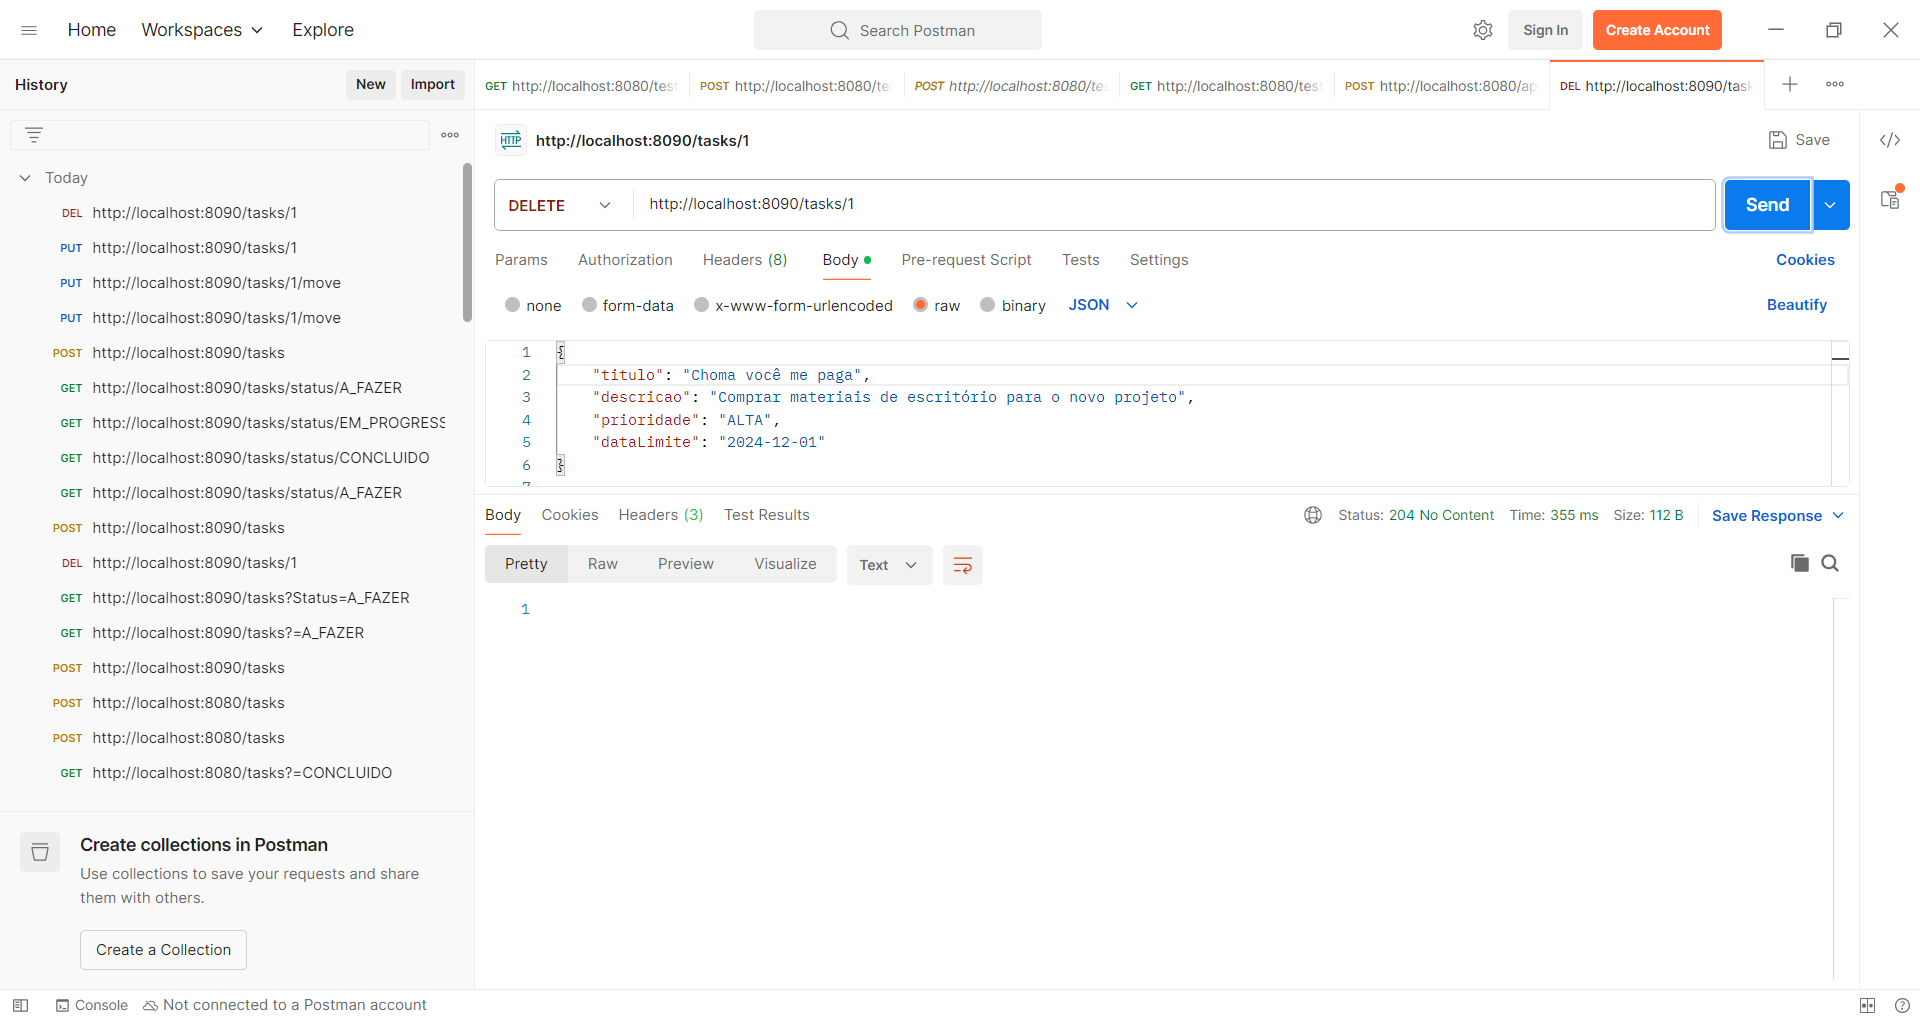 Home
Workspaces
Explore
Search Postman
Sign In
Create Account
History
New
Import
GET http://localhost:8080/test
POST http://localhost:8080/te
POST http://localhost:8080/te
GET http://localhost:8080/test
POST http://localhost:8080/ap
DEL http://localhost:8090/task
HTTP http://localhost:8090/tasks/1
Save
Today
DEL http://localhost:8090/tasks/1
PUT http://localhost:8090/tasks/1
PUT http://localhost:8090/tasks/1/move
PUT http://localhost:8090/tasks/1/move
POST http://localhost:8090/tasks
GET http://localhost:8090/tasks/status/A_FAZER
GET http://localhost:8090/tasks/status/EM_PROGRESS
GET http://localhost:8090/tasks/status/CONCLUIDO
GET http://localhost:8090/tasks/status/A_FAZER
POST http://localhost:8090/tasks
DEL http://localhost:8090/tasks/1
GET http://localhost:8090/tasks?Status=A_FAZER
GET http://localhost:8090/tasks?=A_FAZER
POST http://localhost:8090/tasks
POST http://localhost:8080/tasks
POST http://localhost:8080/tasks
GET http://localhost:8080/tasks?=CONCLUIDO
Create collections in Postman
Use collections to save your requests and share
them with others.
Create a Collection
DELETE
http://localhost:8090/tasks/1
Send
Params
Authorization
Headers (8)
Body
Pre-request Script
Tests
Settings
Cookies
none
form-data
x-www-form-urlencoded
raw
binary
JSON
Beautify
1 {
2 "titulo": "Choma você me paga",
3 "descricao": "Comprar materiais de escritório para o novo projeto",
4 "prioridade": "ALTA",
5 "dataLimite": "2024-12-01"
6 }
7
Body
Cookies
Headers (3)
Test Results
Status: 204 No Content
Time: 355 ms
Size: 112 B
Save Response
Pretty
Raw
Preview
Visualize
Text
1
Console
Not connected to a Postman account